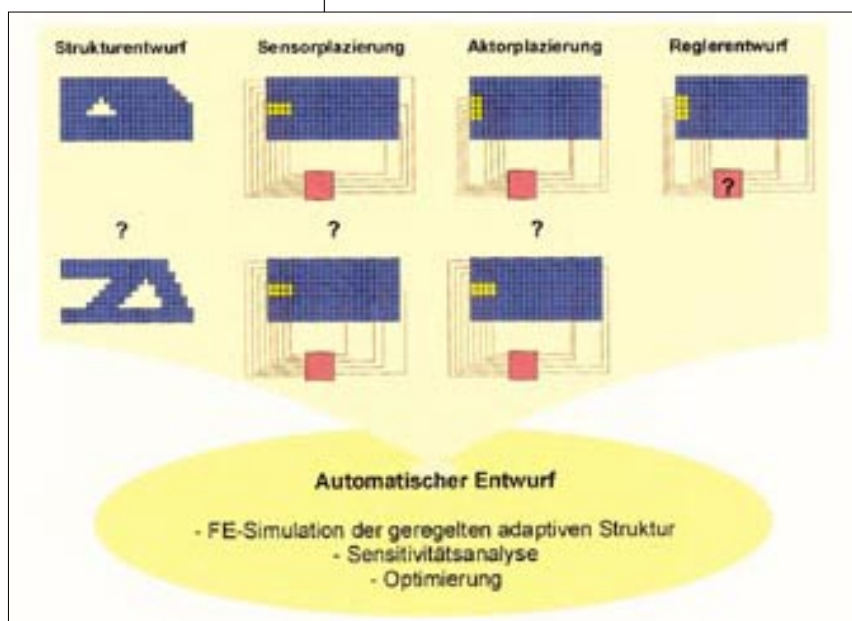 Strukturentwurf Sensorplazierung Aktorplazierung Reglerentwurf
?
? ? ?
Automatischer Entwurf
- FE-Simulation der geregelten adaptiven Struktur
- Sensitivitätsanalyse
- Optimierung